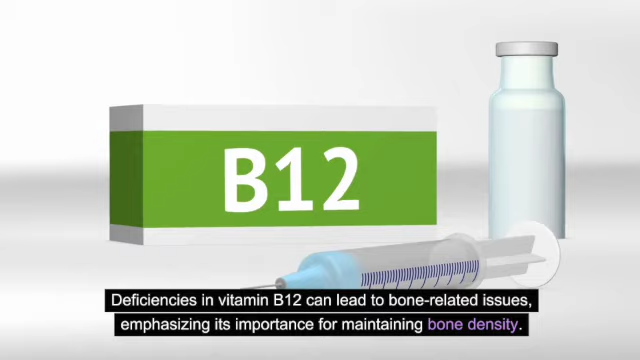 B12
Deficiencies in vitamin B12 can lead to bone-related issues,
emphasizing its importance for maintaining bone density.